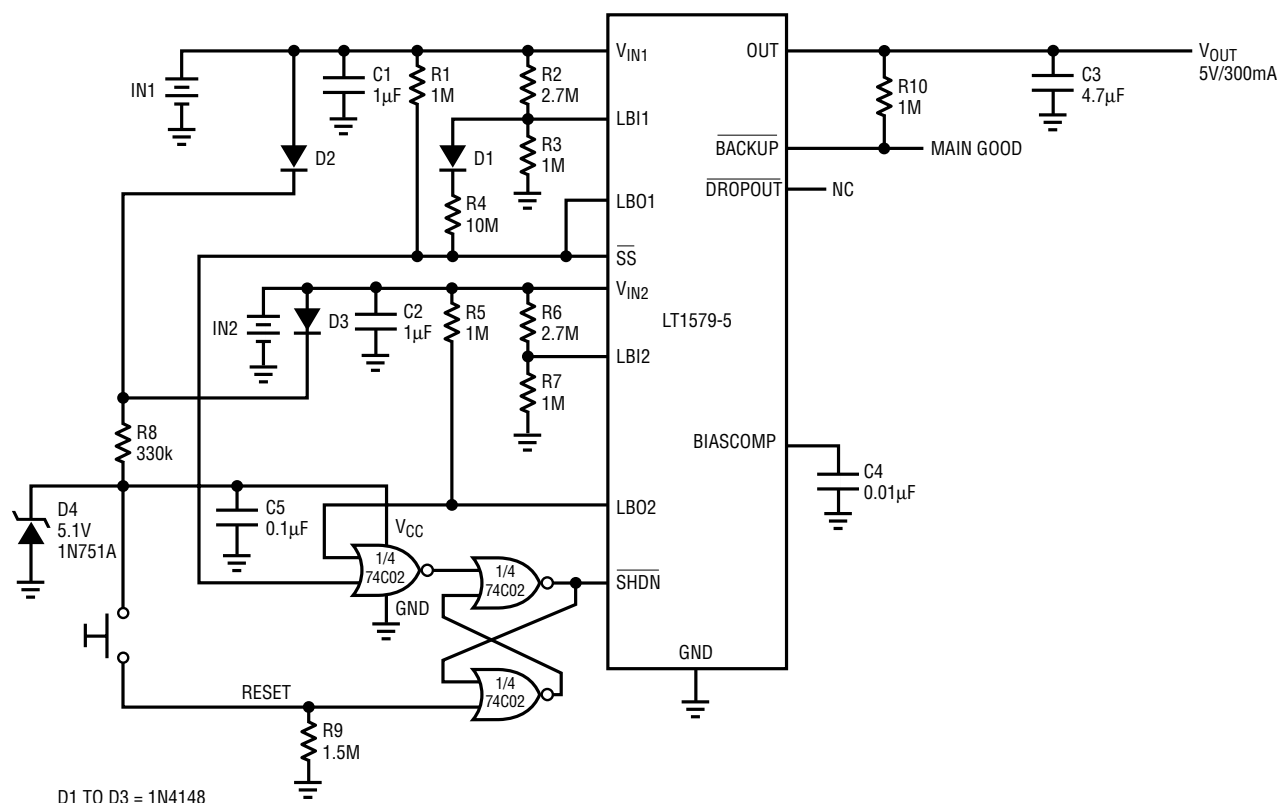 V_IN1
OUT
V_OUT
5V/300mA
IN1
C1
1µF
R1
1M
R2
2.7M
R10
1M
C3
4.7µF
LBI1
D2
D1
R3
1M
BACKUP
MAIN GOOD
R4
10M
LBO1
DROPOUT
NC
SS
V_IN2
LT1579-5
IN2
D3
C2
1µF
R5
1M
R6
2.7M
LBI2
R7
1M
R8
330k
BIASCOMP
C4
0.01µF
D4
5.1V
1N751A
C5
0.1µF
LBO2
V_CC
1/4
74C02
1/4
74C02
SHDN
GND
GND
1/4
74C02
RESET
R9
1.5M
D1 TO D3 = 1N4148